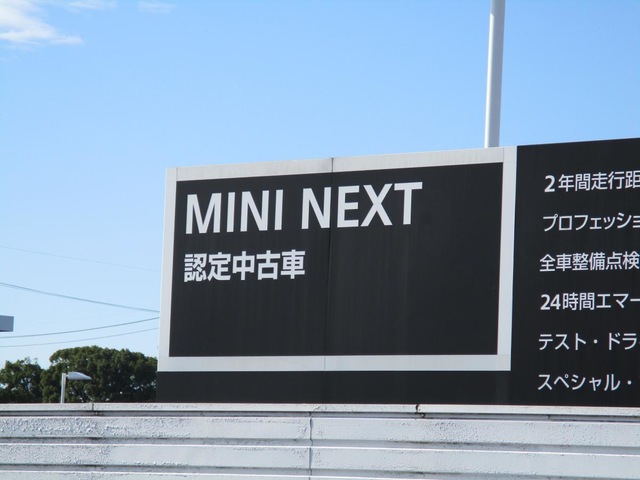 MINI NEXT
認定中古車
2年間走行距
プロフェッショ
全車整備点検
24時間エマー
テスト・ドラ
スペシャル・